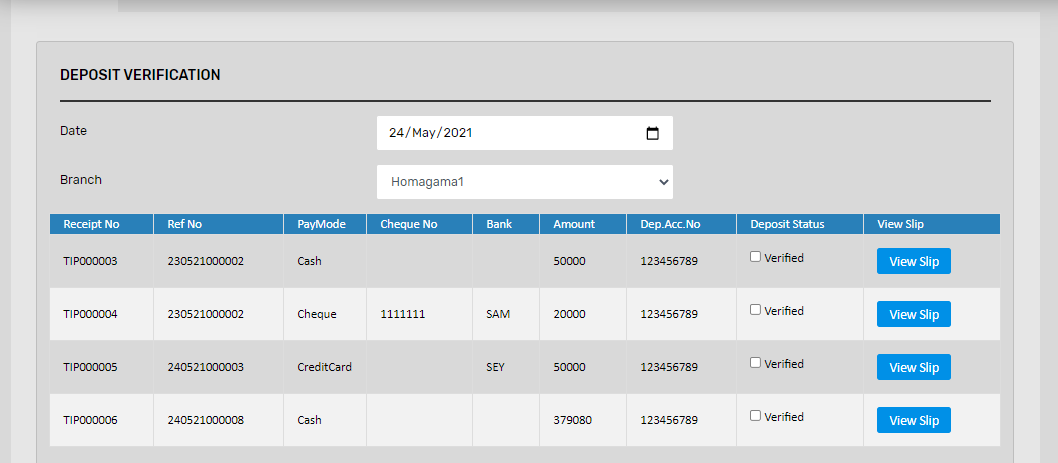 DEPOSIT VERIFICATION
Date 24/May/2021
Branch Homagama1
Receipt No Ref No PayMode Cheque No Bank Amount Dep.Acc.No Deposit Status View Slip
TIP000003 230521000002 Cash 50000 123456789 Verified View Slip
TIP000004 230521000002 Cheque 1111111 SAM 20000 123456789 Verified View Slip
TIP000005 240521000003 CreditCard SEY 50000 123456789 Verified View Slip
TIP000006 240521000008 Cash 379080 123456789 Verified View Slip